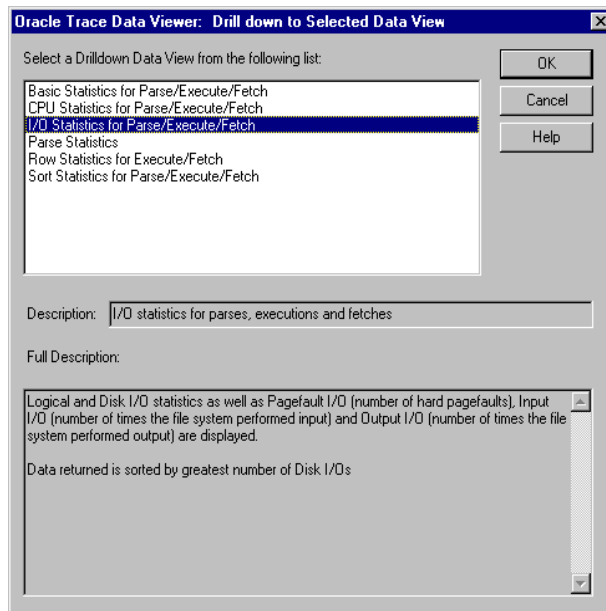 Oracle Trace Data Viewer: Drill down to Selected Data View
Select a Drilldown Data View from the following list:
OK
Basic Statistics for Parse/Execute/Fetch
CPU Statistics for Parse/Execute/Fetch
Cancel
I/O Statistics for Parse/Execute/Fetch
Parse Statistics
Help
Row Statistics for Execute/Fetch
Sort Statistics for Parse/Execute/Fetch
Description: I/O statistics for parses, executions and fetches
Full Description:
Logical and Disk I/O statistics as well as Pagefault I/O (number of hard pagefaults), Input
I/O (number of times the file system performed input) and Output I/O (number of times the file
system performed output) are displayed.
Data returned is sorted by greatest number of Disk I/Os